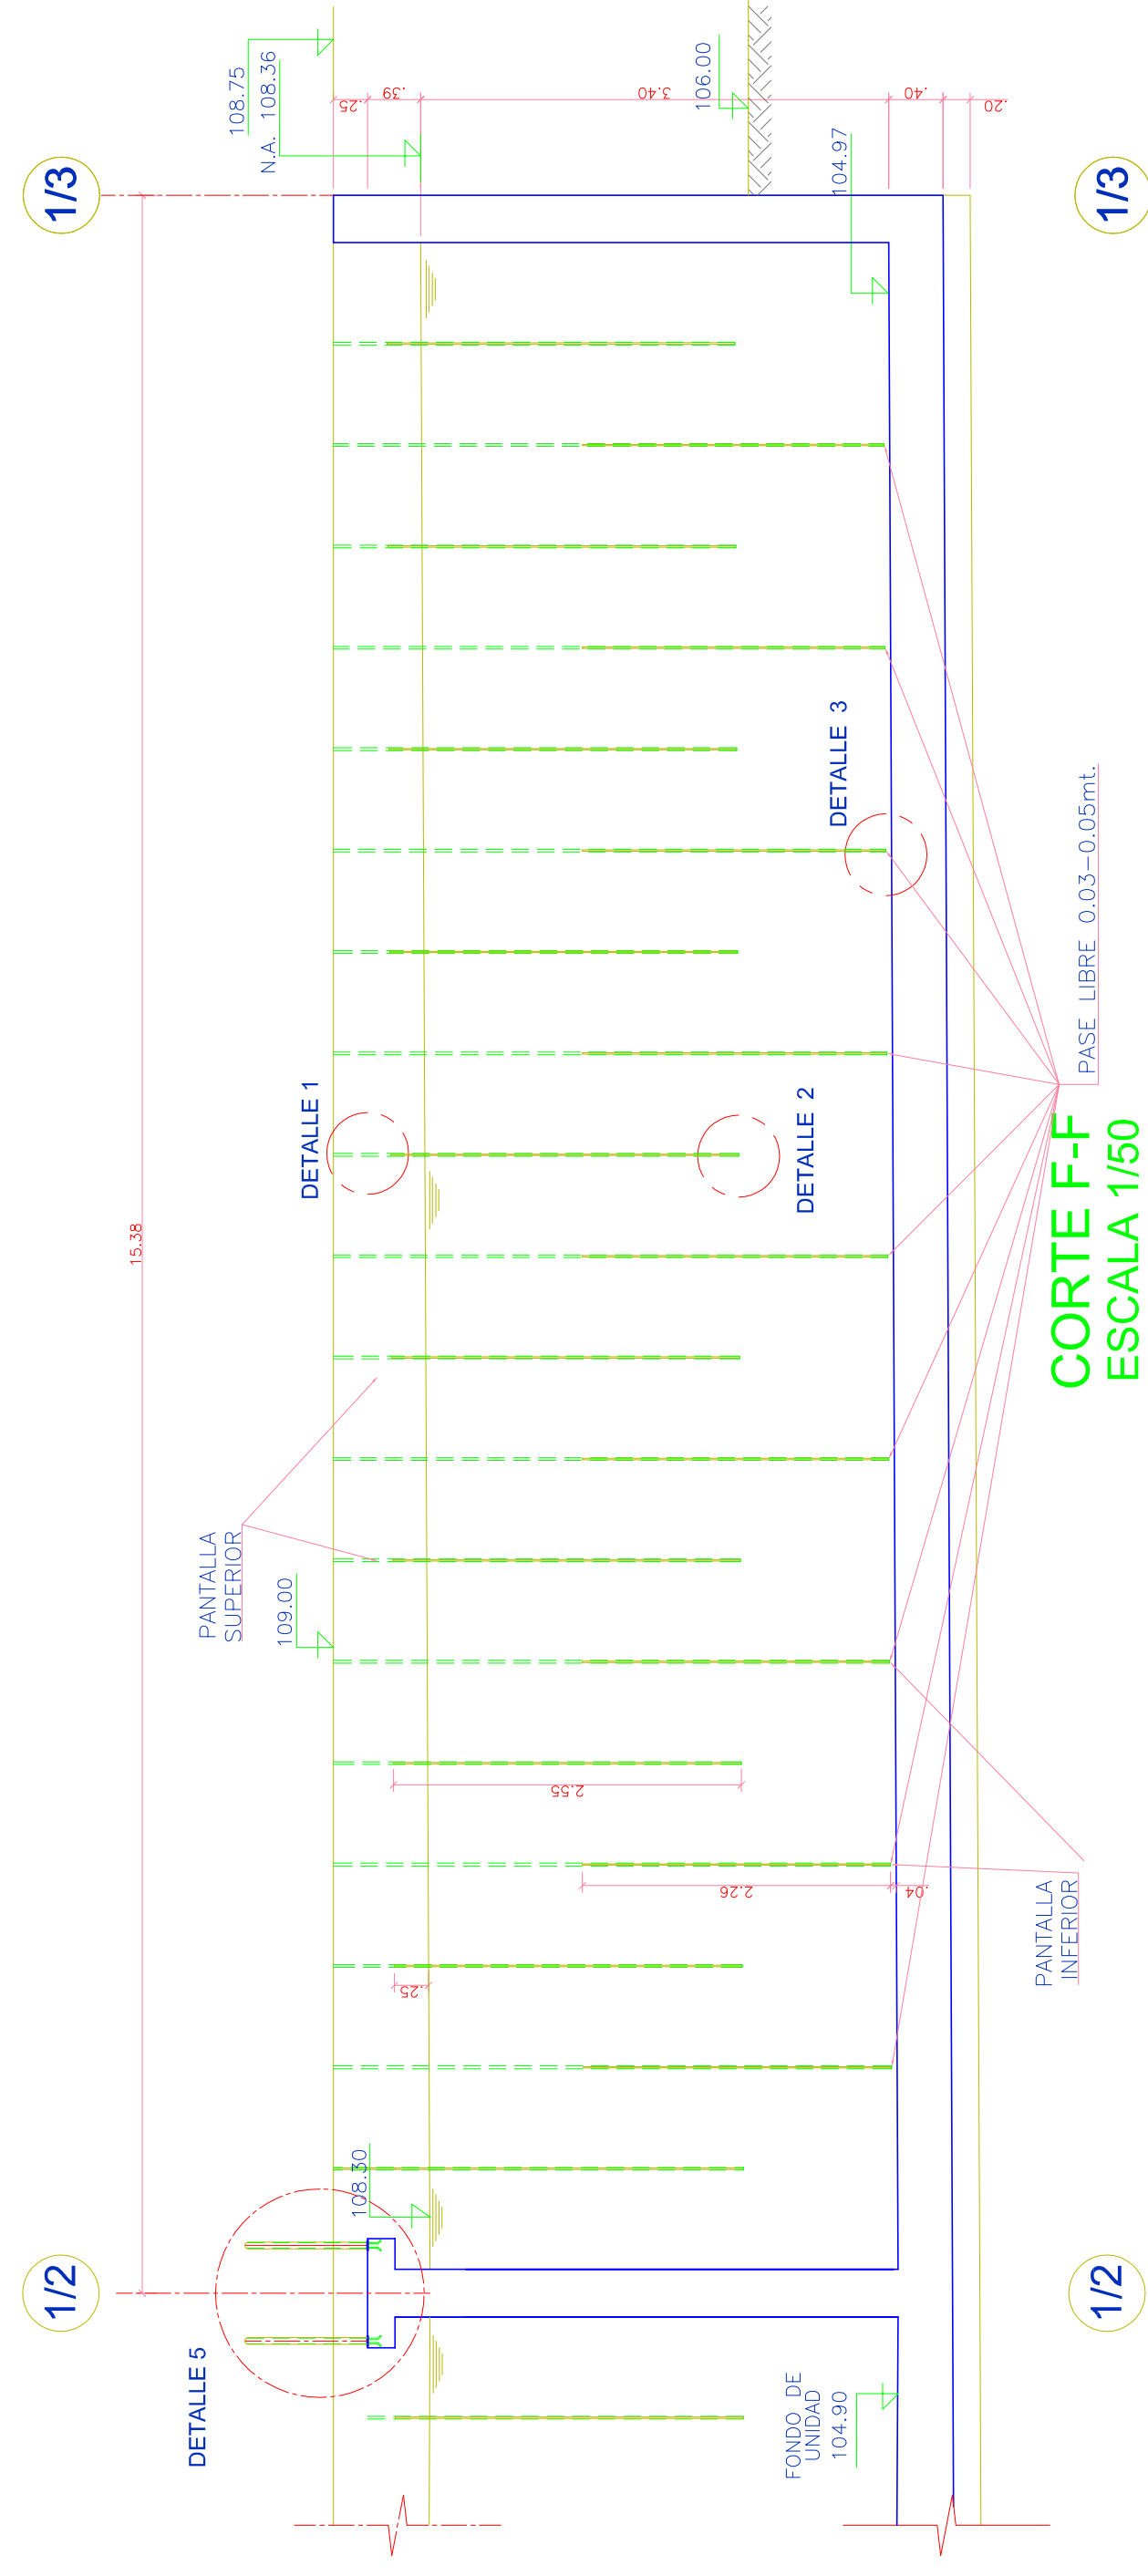 1/2
1/3
15.38
DETALLE 5
PANTALLA
SUPERIOR
109.00
DETALLE 1
108.75
N.A. 108.36
108.30
.25
.39
3.40
.40
.20
106.00
104.97
.25
2.55
2.26
.04
DETALLE 2
DETALLE 3
FONDO DE
UNIDAD
104.90
PANTALLA
INFERIOR
PASE LIBRE 0.03-0.05mt.
CORTE F-F
ESCALA 1/50
1/2
1/3